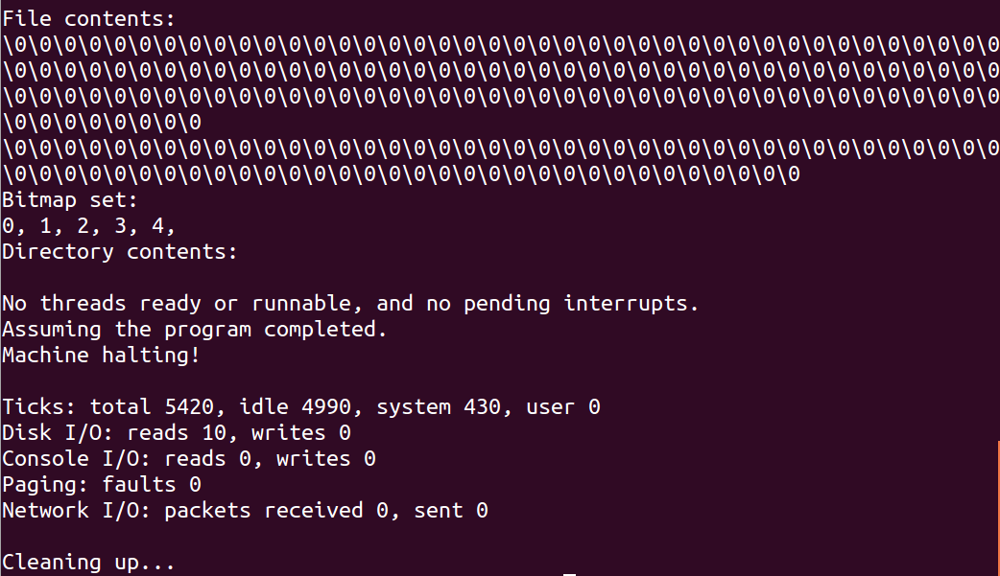 File contents:
\0\0\0\0\0\0\0\0\0\0\0\0\0\0\0\0\0\0\0\0\0\0\0\0\0\0\0\0\0\0\0\0\0\0\0\0\0\0\0\0
\0\0\0\0\0\0\0\0\0\0\0\0\0\0\0\0\0\0\0\0\0\0\0\0\0\0\0\0\0\0\0\0\0\0\0\0\0\0\0\0
\0\0\0\0\0\0\0\0\0\0\0\0\0\0\0\0\0\0\0\0\0\0\0\0\0\0\0\0\0\0\0\0\0\0\0\0\0\0\0\0
\0\0\0\0\0\0\0\0
\0\0\0\0\0\0\0\0\0\0\0\0\0\0\0\0\0\0\0\0\0\0\0\0\0\0\0\0\0\0\0\0\0\0\0\0\0\0\0\0
\0\0\0\0\0\0\0\0\0\0\0\0\0\0\0\0\0\0\0\0\0\0\0\0\0\0\0\0\0\0\0\0
Bitmap set:
0, 1, 2, 3, 4,
Directory contents:
No threads ready or runnable, and no pending interrupts.
Assuming the program completed.
Machine halting!
Ticks: total 5420, idle 4990, system 430, user 0
Disk I/O: reads 10, writes 0
Console I/O: reads 0, writes 0
Paging: faults 0
Network I/O: packets received 0, sent 0
Cleaning up...